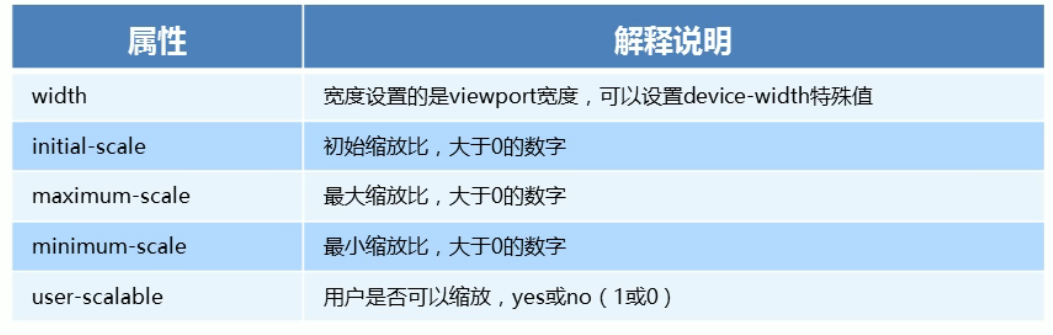 属性 解释说明
width 宽度设置的是viewport宽度，可以设置device-width特殊值
initial-scale 初始缩放比，大于0的数字
maximum-scale 最大缩放比，大于0的数字
minimum-scale 最小缩放比，大于0的数字
user-scalable 用户是否可以缩放，yes或no（1或0）